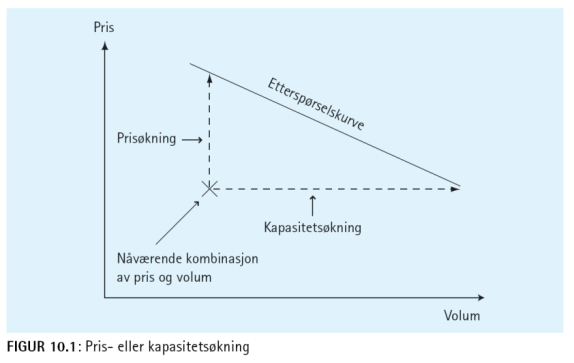 Pris
Etterspørselskurve
Prisøkning
Kapasitetsøkning
Nåværende kombinasjon
av pris og volum
Volum
FIGUR 10.1: Pris- eller kapasitetsøkning